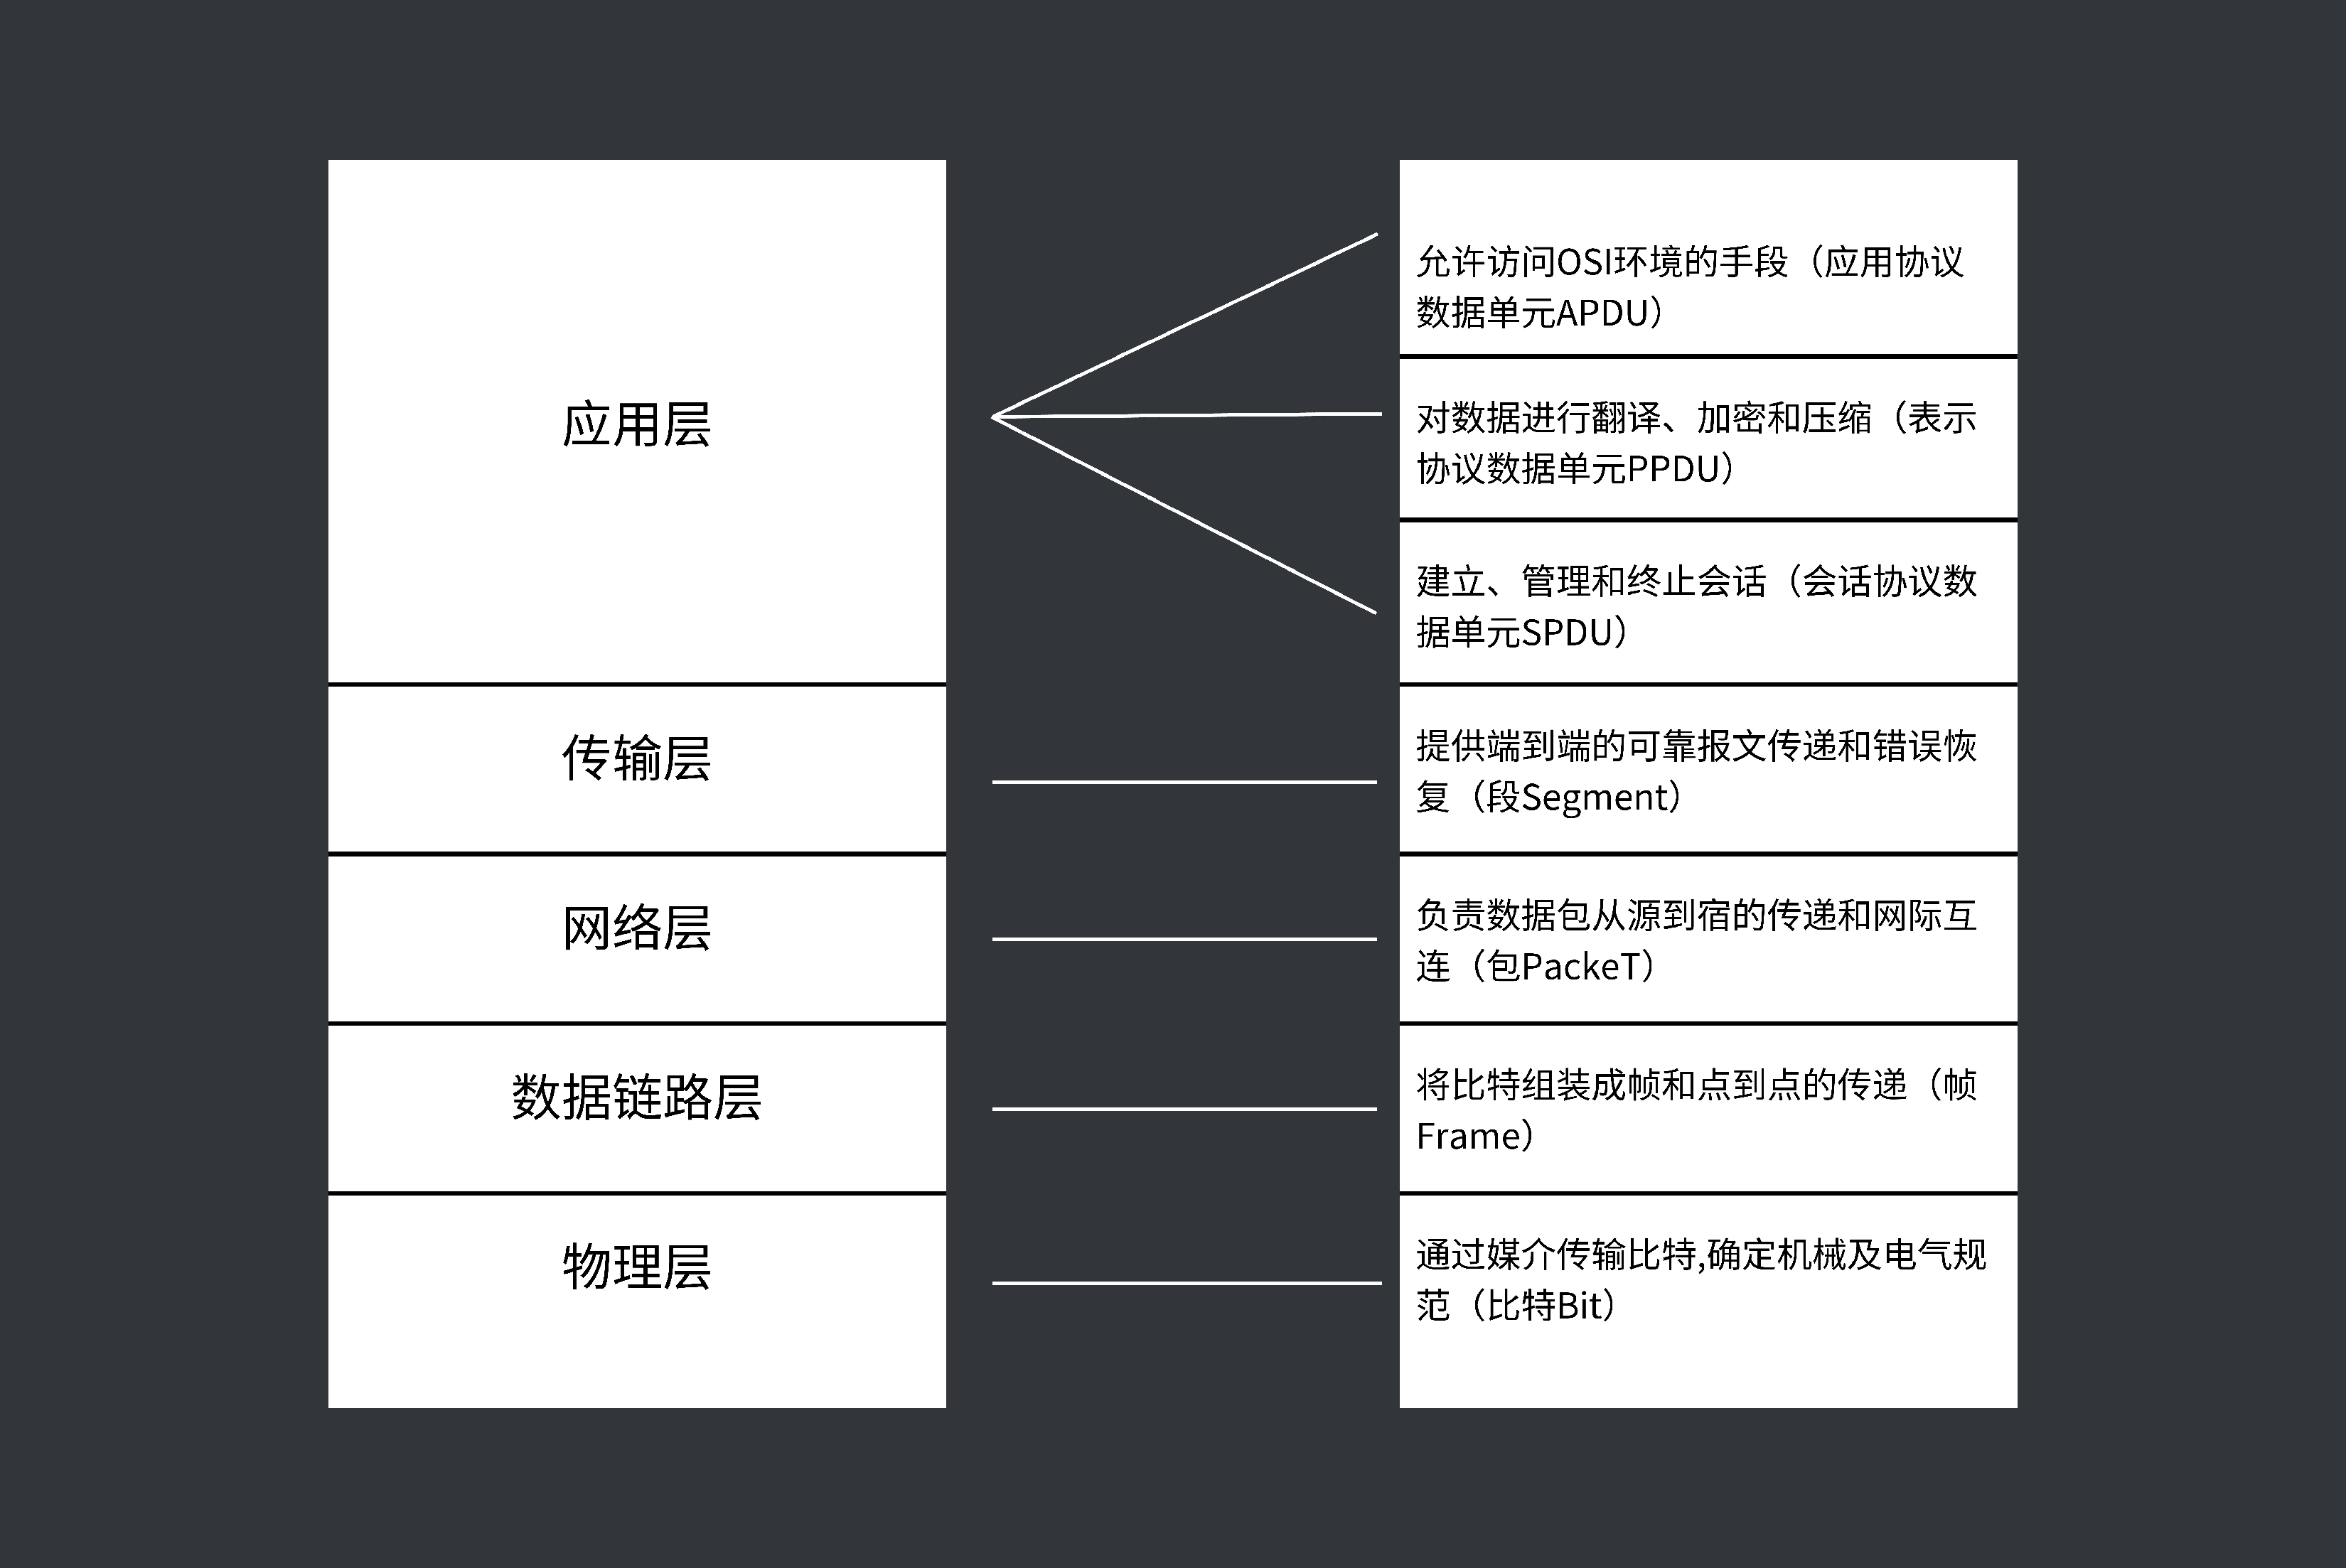 应用层
传输层
网络层
数据链路层
物理层
允许访问OSI环境的手段（应用协议
数据单元APDU）
对数据进行翻译、加密和压缩（表示
协议数据单元PPDU）
建立、管理和终止会话（会话协议数
据单元SPDU）
提供端到端的可靠报文传递和错误恢
复（段Segment）
负责数据包从源到宿的传递和网际互
连（包PackeT）
将比特组装成帧和点到点的传递（帧
Frame）
通过媒介传输比特,确定机械及电气规
范（比特Bit）